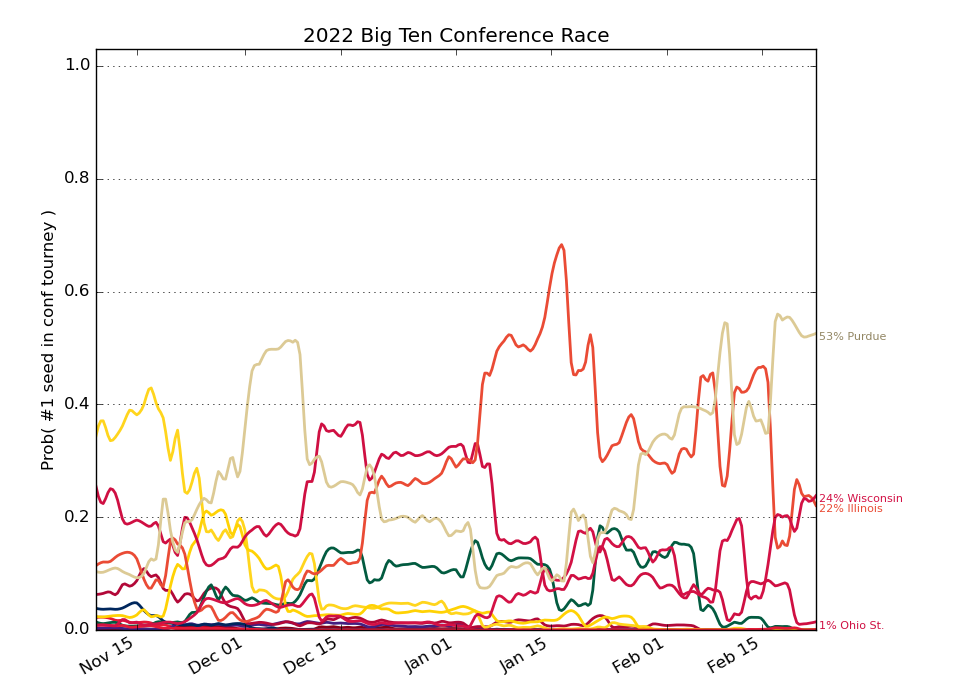 2022 Big Ten Conference Race
Prob( #1 seed in conf tourney )
1.0
0.8
0.6
0.4
0.2
0.0
53% Purdue
24% Wisconsin
22% Illinois
1% Ohio St.
Nov 15
Dec 01
Dec 15
Jan 01
Jan 15
Feb 01
Feb 15